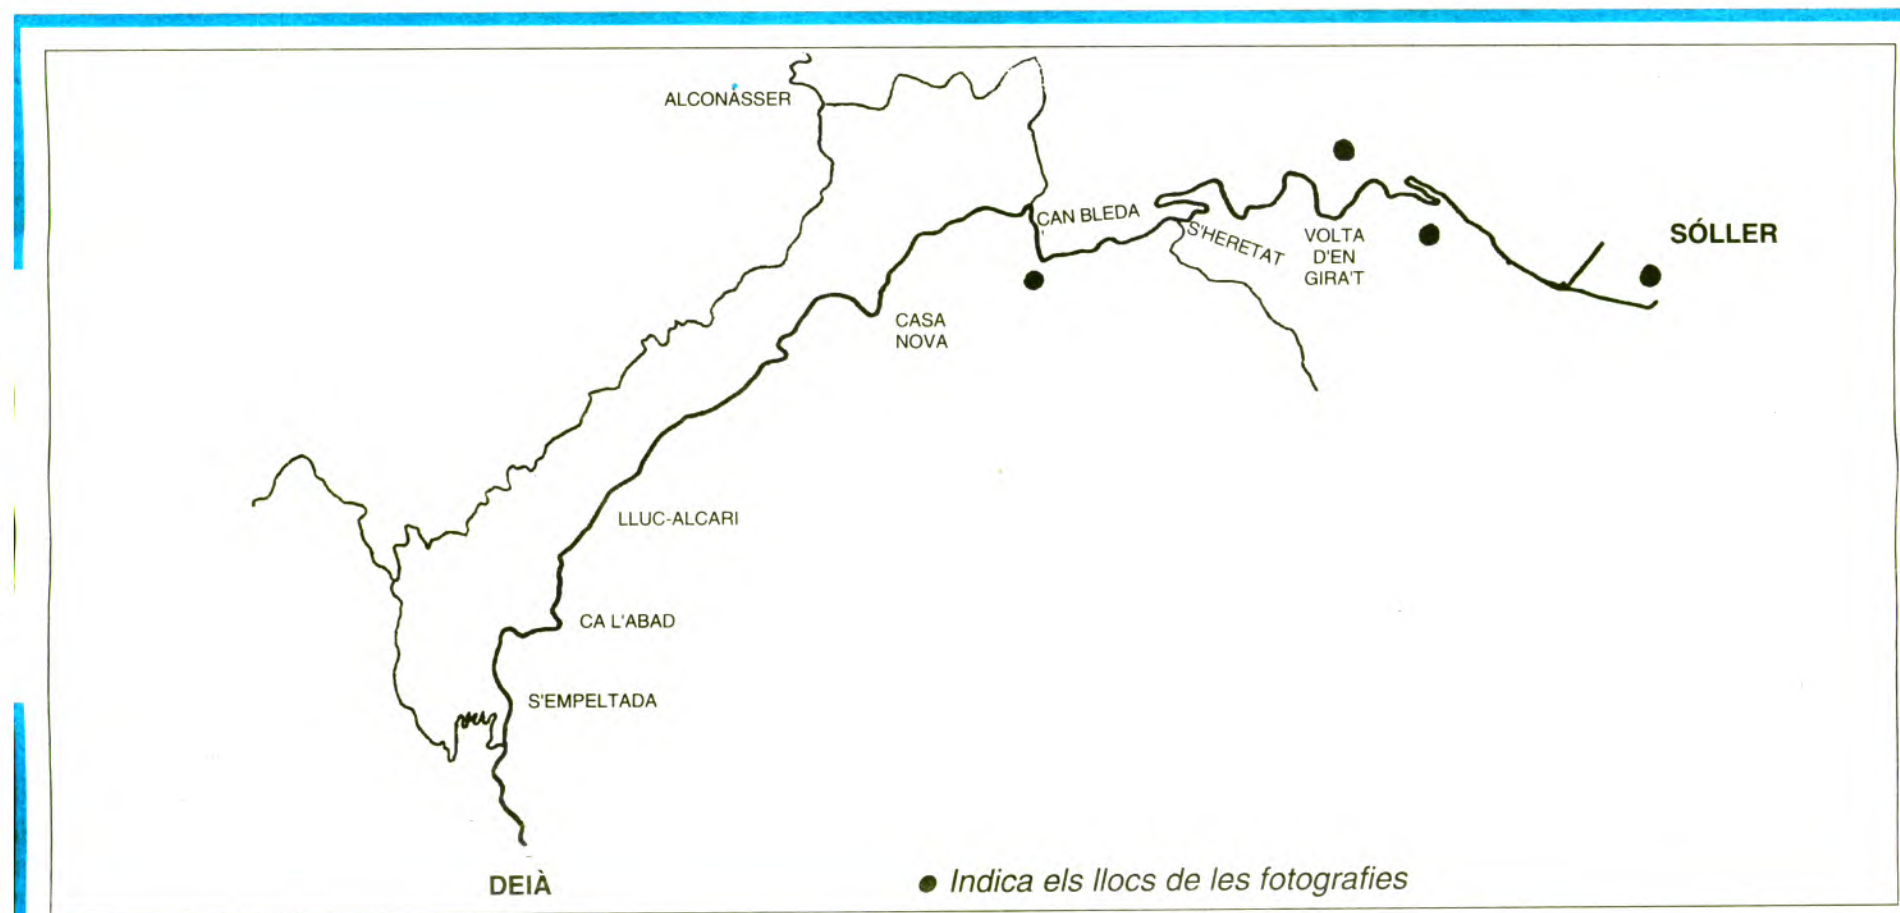 ALCONÁSSER
CAN BLEDA
S'HERETAT
VOLTA
D'EN
GIRA'T
SÓLLER
CASA
NOVA
LLUC-ALCARI
CA L'ABAD
S'EMPELTADA
DEIÀ
Indica els llocs de les fotografies